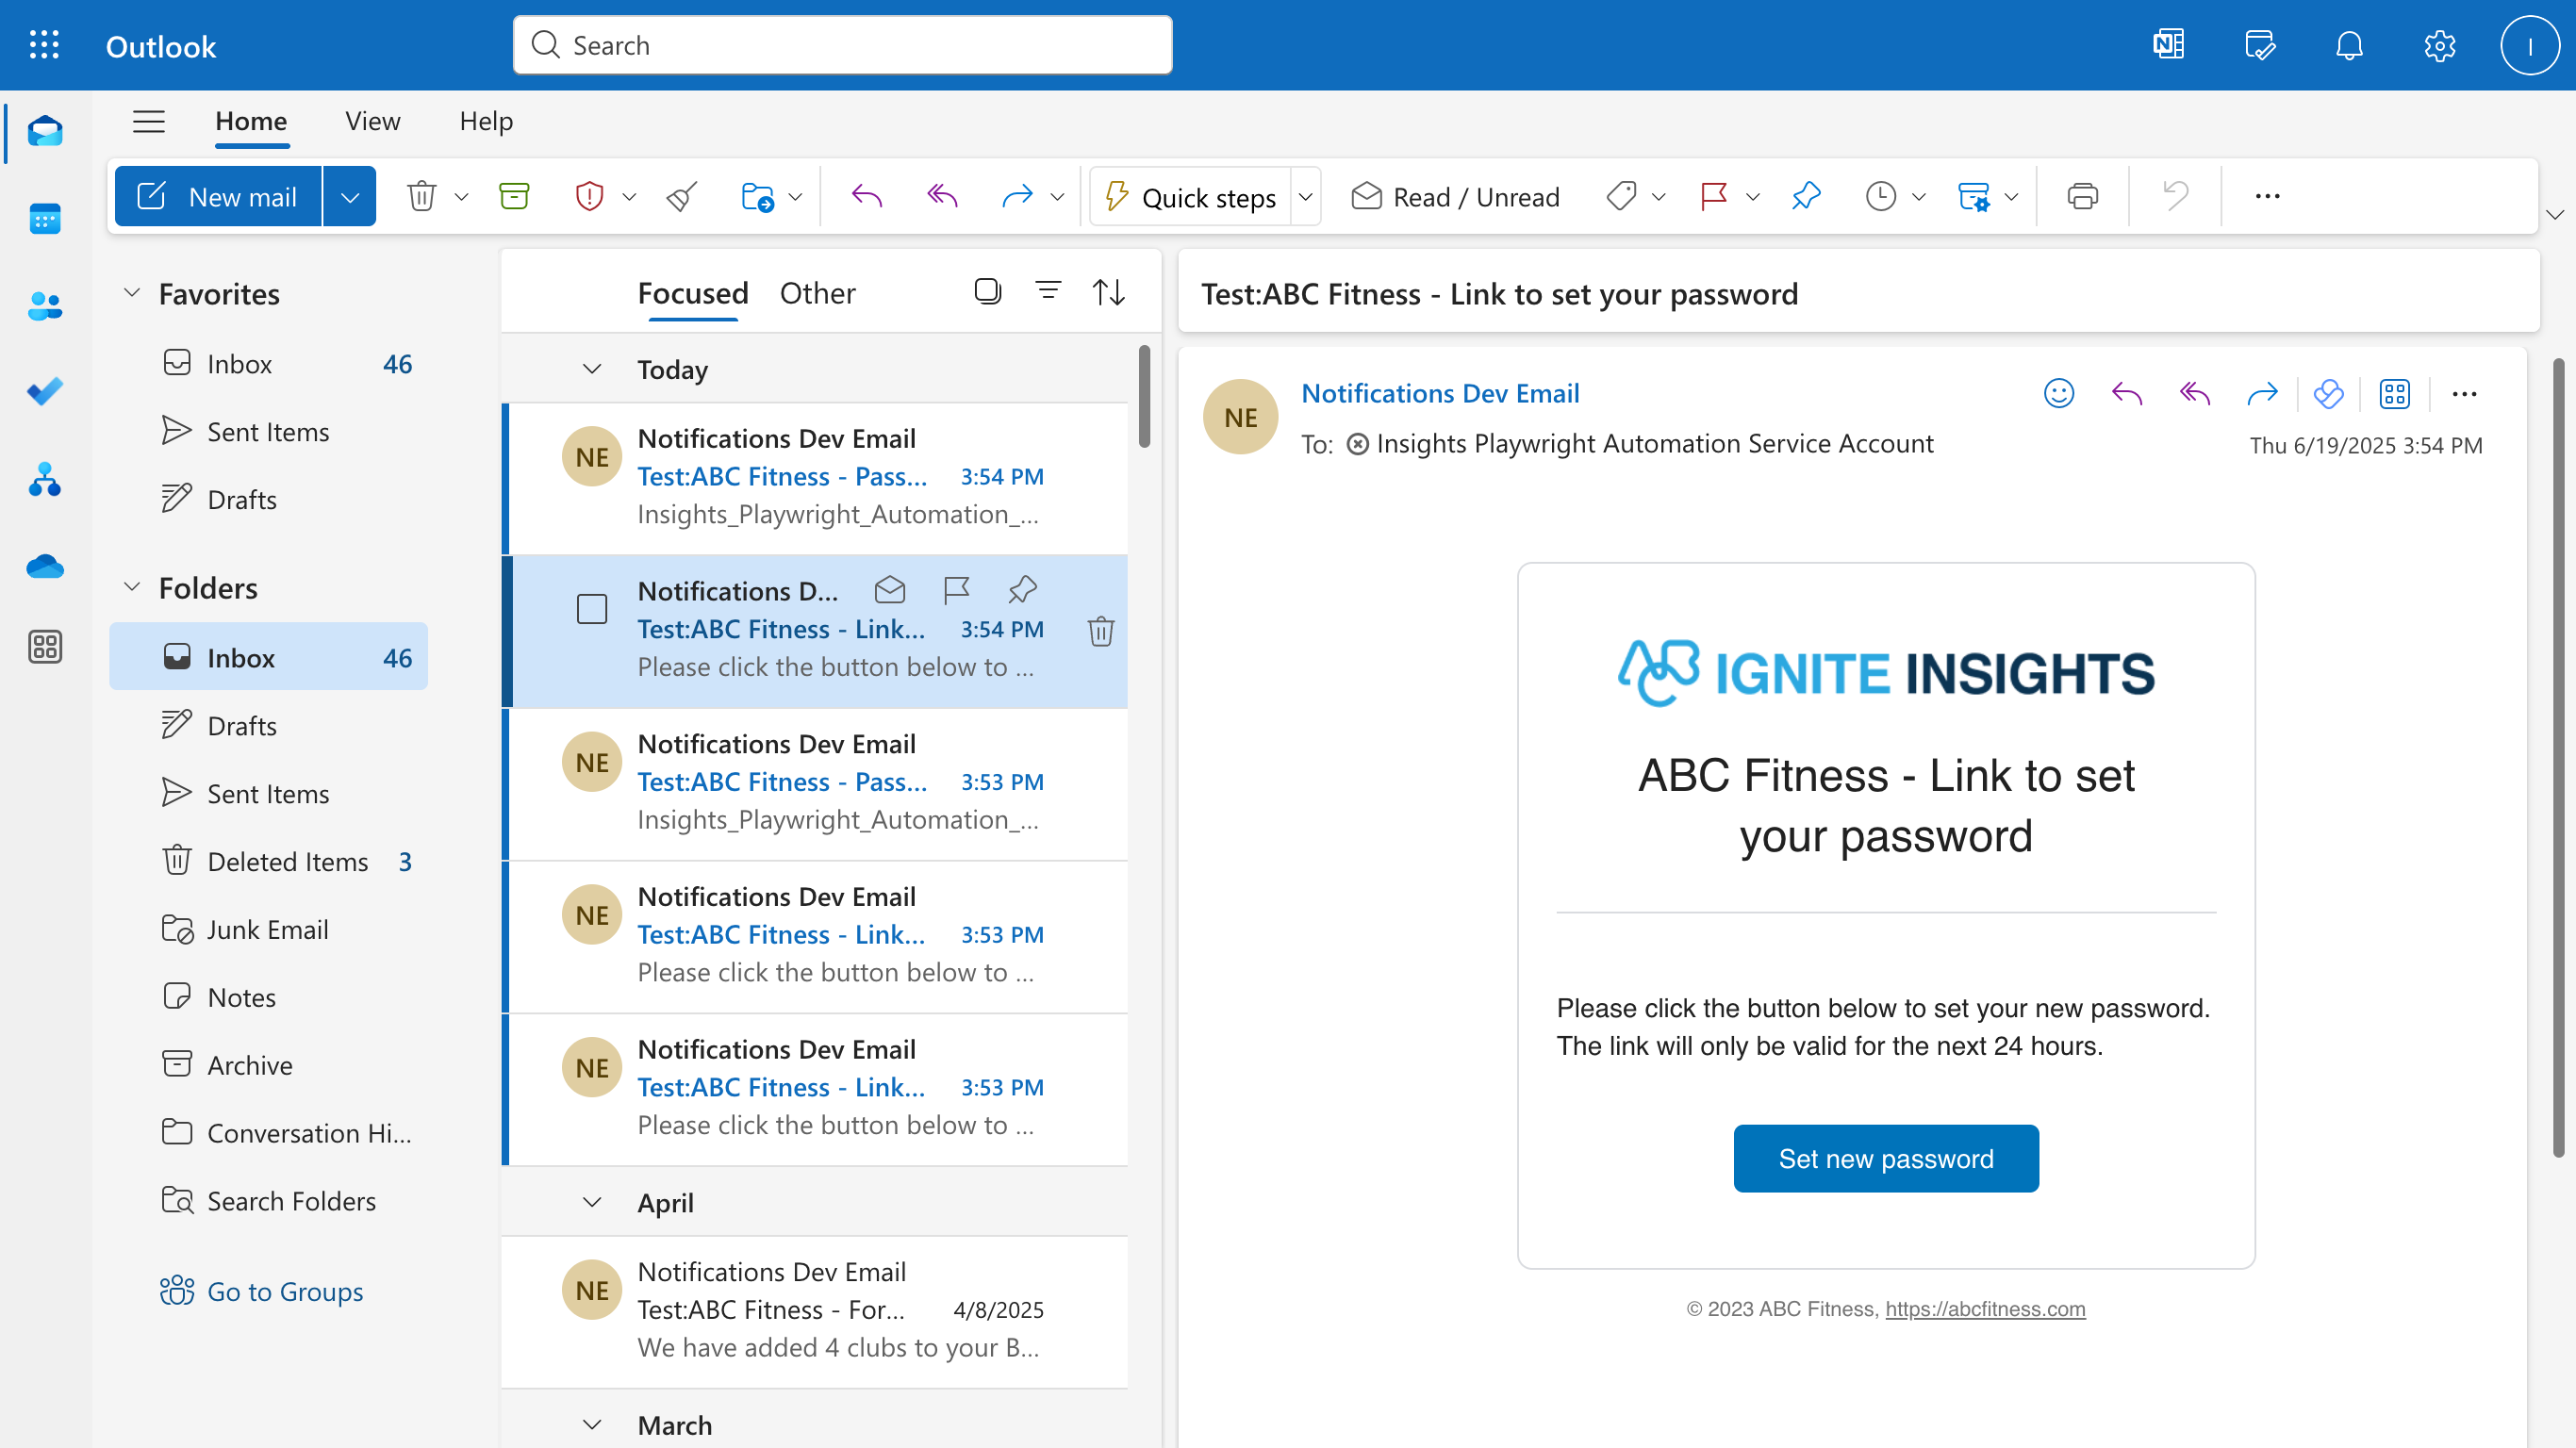 Outlook
Search
Home View Help
New mail
Quick steps
Read / Unread
Favorites
Inbox 46
Sent Items
Drafts
Folders
Inbox 46
Drafts
Sent Items
Deleted Items 3
Junk Email
Notes
Archive
Conversation Hi...
Search Folders
Go to Groups
Focused Other
Today
NE
Notifications Dev Email
Test:ABC Fitness - Pass... 3:54 PM
Insights_Playwright_Automation_...
Notifications D...
Test:ABC Fitness - Link... 3:54 PM
Please click the button below to ...
NE
Notifications Dev Email
Test:ABC Fitness - Pass... 3:53 PM
Insights_Playwright_Automation_...
NE
Notifications Dev Email
Test:ABC Fitness - Link... 3:53 PM
Please click the button below to ...
NE
Notifications Dev Email
Test:ABC Fitness - Link... 3:53 PM
Please click the button below to ...
April
NE
Notifications Dev Email
Test:ABC Fitness - For... 4/8/2025
We have added 4 clubs to your B...
March
Test:ABC Fitness - Link to set your password
NE
Notifications Dev Email
To: Insights Playwright Automation Service Account
Thu 6/19/2025 3:54 PM
IGNITE INSIGHTS
ABC Fitness - Link to set
your password
Please click the button below to set your new password.
The link will only be valid for the next 24 hours.
Set new password
© 2023 ABC Fitness, https://abcfitness.com